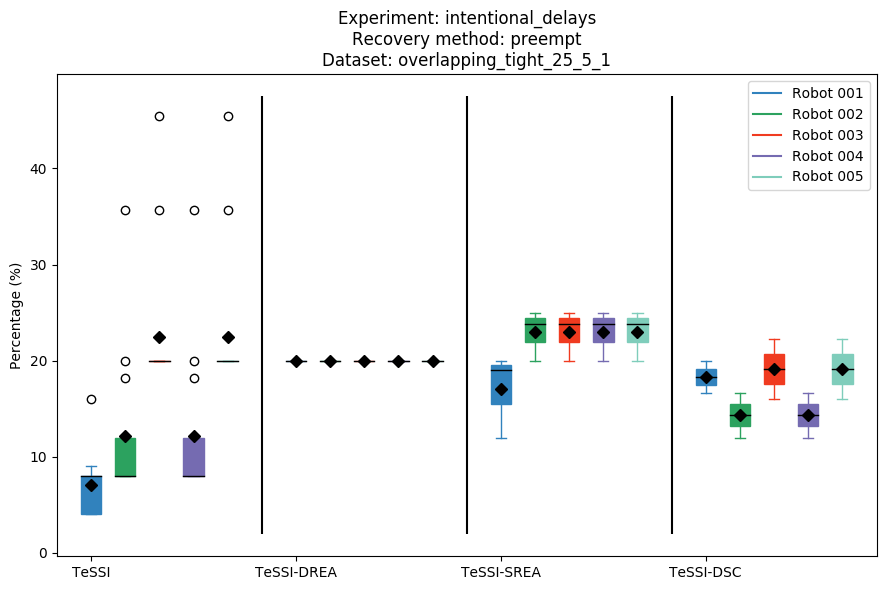 Experiment: intentional_delays
Recovery method: preempt
Dataset: overlapping_tight_25_5_1
Robot 001
Robot 002
Robot 003
Robot 004
Robot 005
Percentage (%)
40
30
20
10
0
TeSSI
TeSSI-DREA
TeSSI-SREA
TeSSI-DSC